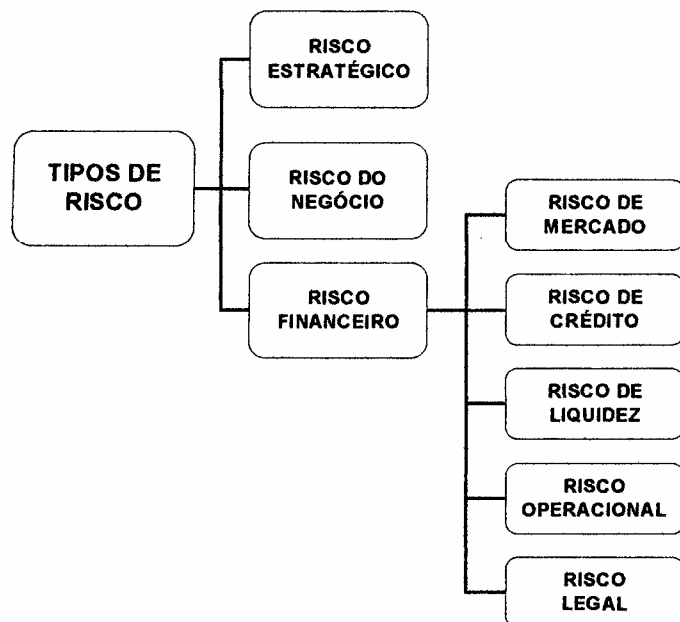 TIPOS DE
RISCO
RISCO
ESTRATÉGICO
RISCO DO
NEGÓCIO
RISCO
FINANCEIRO
RISCO DE
MERCADO
RISCO DE
CRÉDITO
RISCO DE
LIQUIDEZ
RISCO
OPERACIONAL
RISCO
LEGAL